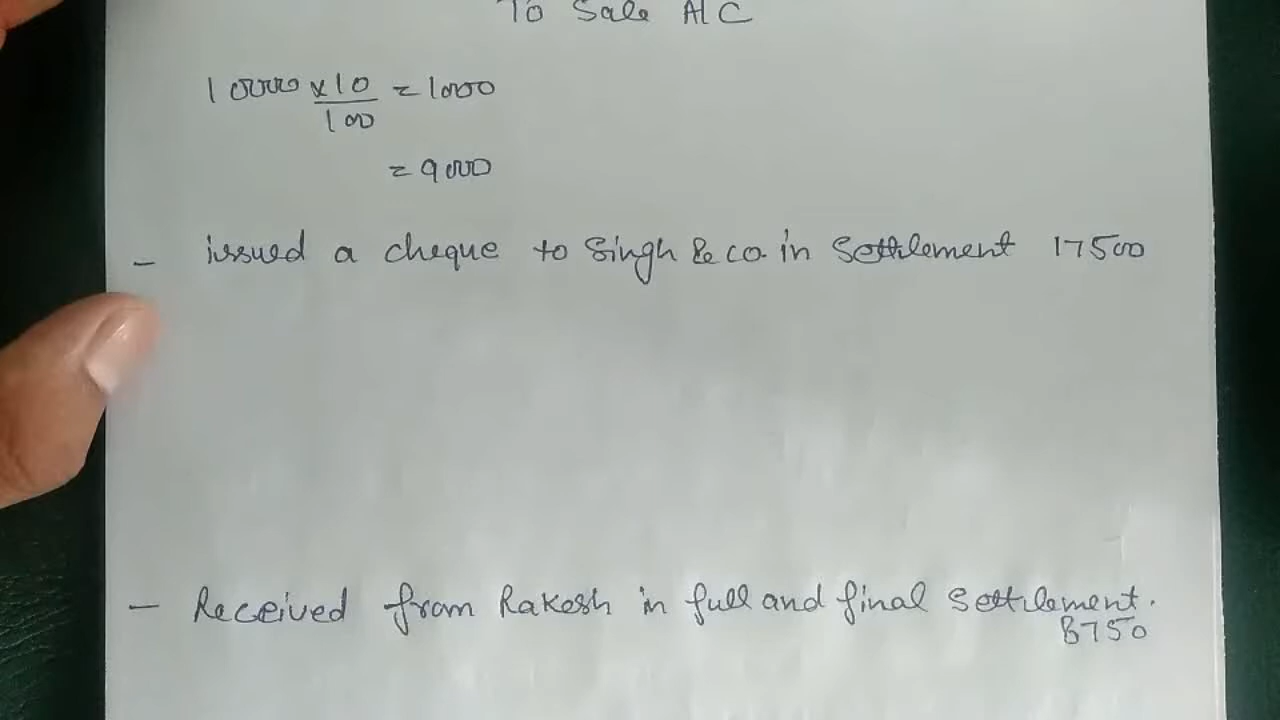 To Sale A/C
10000 x 10 = 1000
100
= 9000
- issued a cheque to Singh & co. in Settlement 17500
- Received from Rakesh in full and final Settlement.
8750